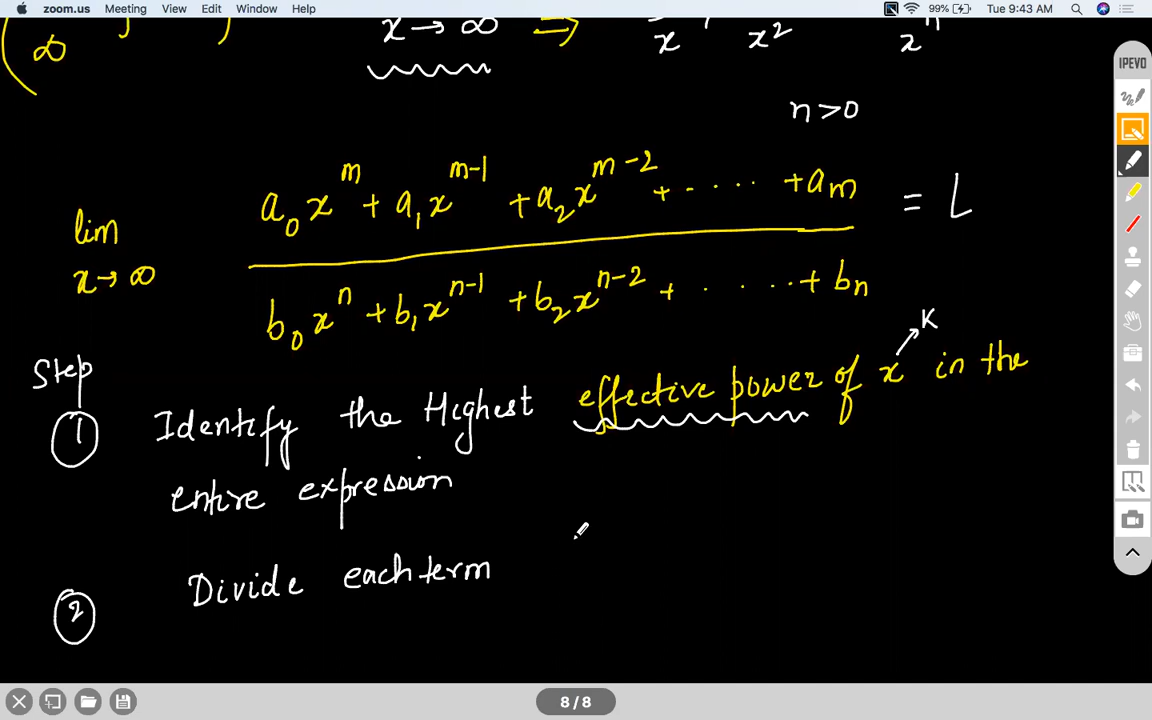 zoom.us Meeting View Window Edit Help 99% Tue 9:43 AM
∞ , ) x → ∞ ⇒ x x² xⁿ
IPEVO
n > 0
lim x → ∞ (a₀x^m + a₁x^(m-1) + a₂x^(m-2) + ····· + a_m) / (b₀x^n + b₁x^(n-1) + b₂x^(n-2) + ····· + b_n) = L
K
Step
1 Identify the Highest effective power of x in the
entire expression
2 Divide each term
8 / 8